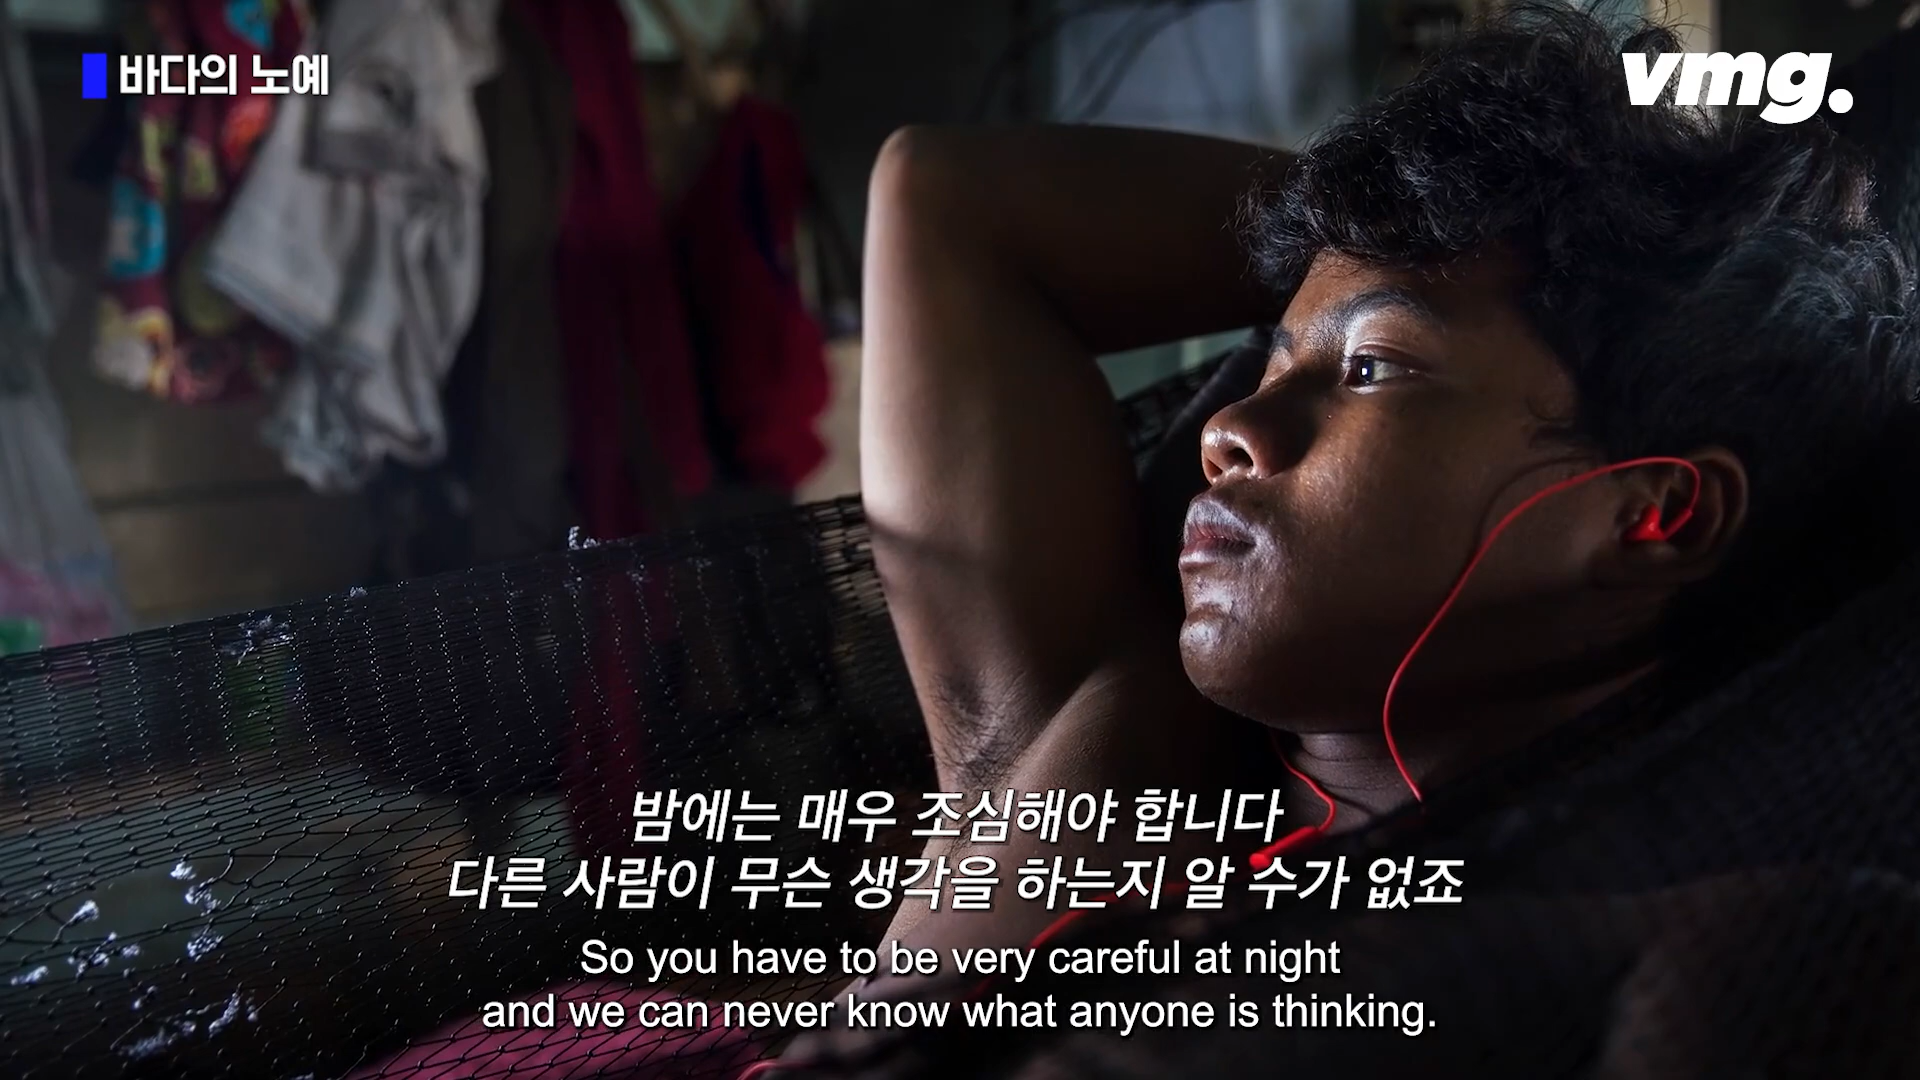 바다의 노예
vmg.
밤에는 매우 조심해야 합니다
다른 사람이 무슨 생각을 하는지 알 수가 없죠
So you have to be very careful at night
and we can never know what anyone is thinking.